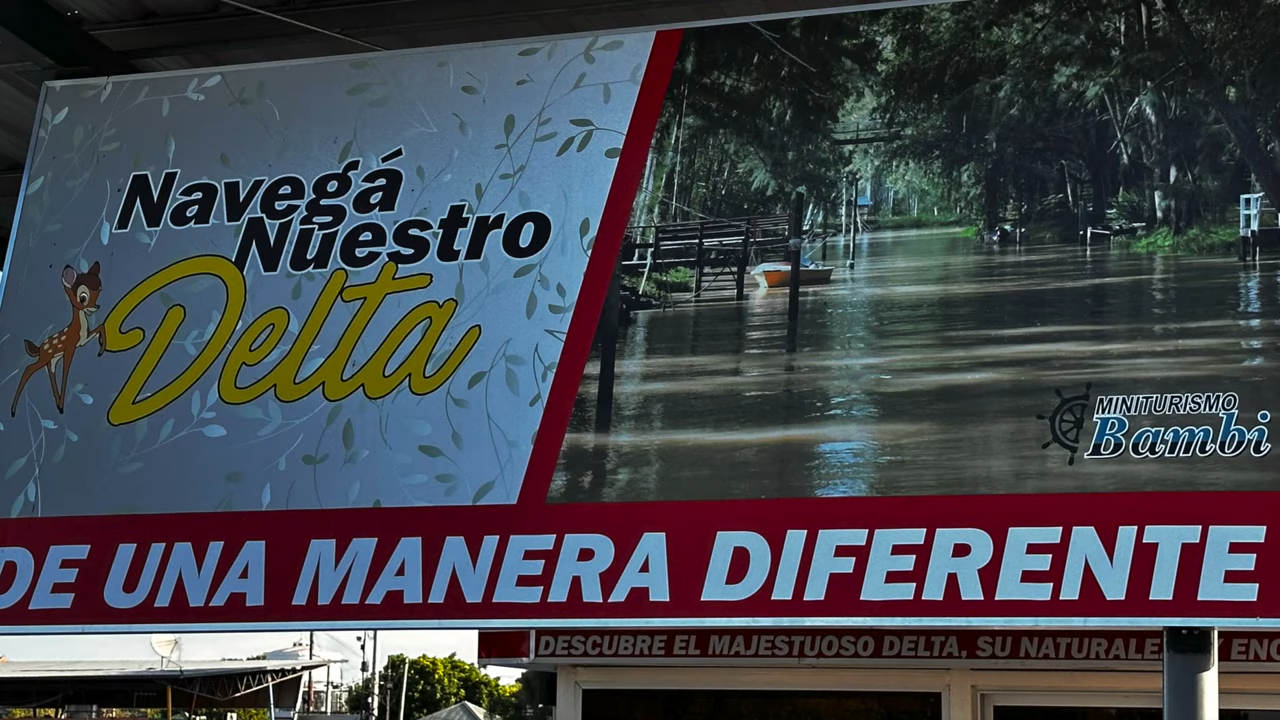 Navegá
Nuestro
Delta
MINITURISMO
Bambi
DE UNA MANERA DIFERENTE
DESCUBRE EL MAJESTUOSO DELTA, SU